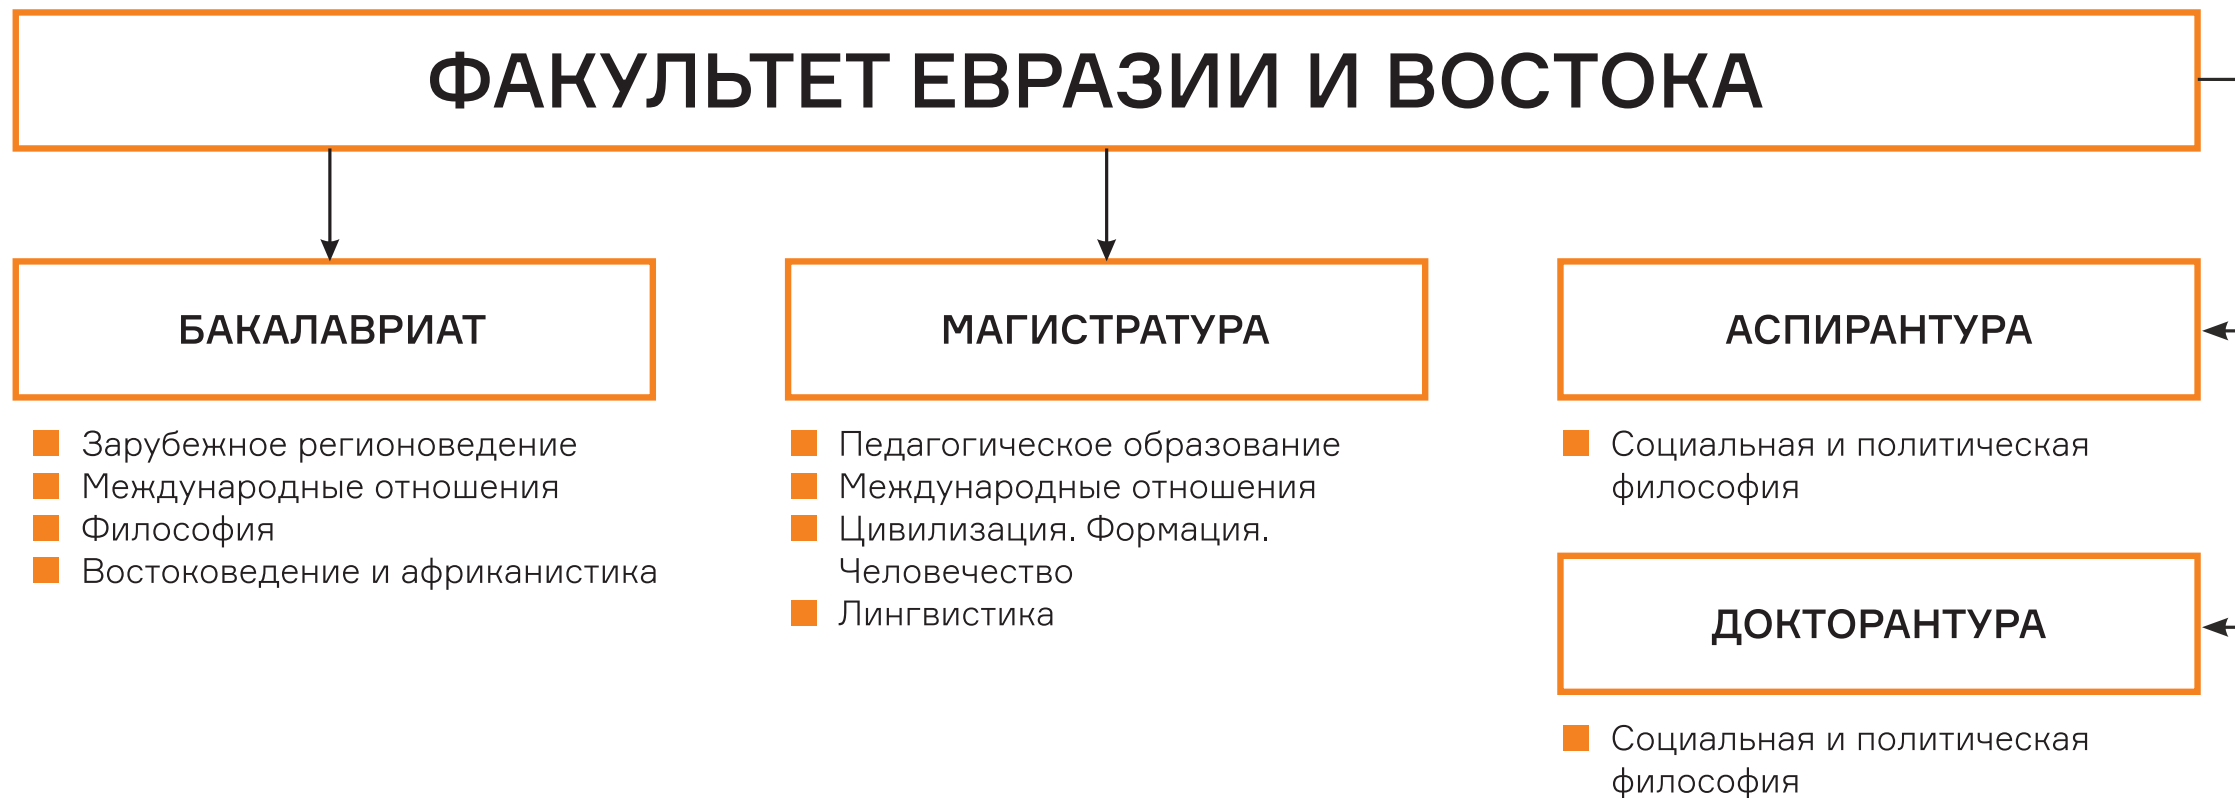 ФАКУЛЬТЕТ ЕВРАЗИИ И ВОСТОКА
БАКАЛАВРИАТ
Зарубежное регионоведение
Международные отношения
Философия
Востоковедение и африканистика
МАГИСТРАТУРА
Педагогическое образование
Международные отношения
Цивилизация. Формация.
Человечество
Лингвистика
АСПИРАНТУРА
Социальная и политическая
философия
ДОКТОРАНТУРА
Социальная и политическая
философия